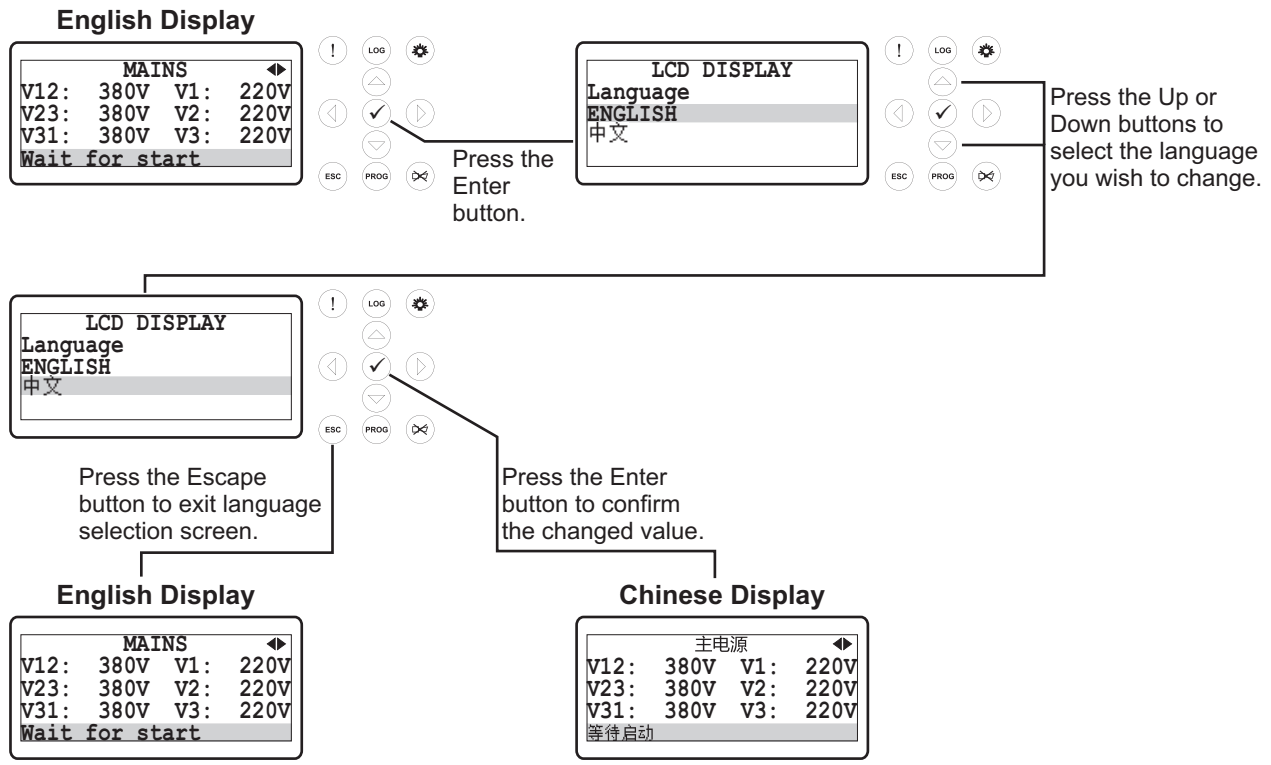 English Display
MAINS
V12: 380V V1: 220V
V23: 380V V2: 220V
V31: 380V V3: 220V
Wait for start
! LOG
ESC PROG
Press the
Enter
button.
LCD DISPLAY
Language
ENGLISH
中文
! LOG
ESC PROG
Press the Up or
Down buttons to
select the language
you wish to change.
LCD DISPLAY
Language
ENGLISH
中文
! LOG
ESC PROG
Press the Escape
button to exit language
selection screen.
Press the Enter
button to confirm
the changed value.
English Display
MAINS
V12: 380V V1: 220V
V23: 380V V2: 220V
V31: 380V V3: 220V
Wait for start
Chinese Display
主电源
V12: 380V V1: 220V
V23: 380V V2: 220V
V31: 380V V3: 220V
等待启动